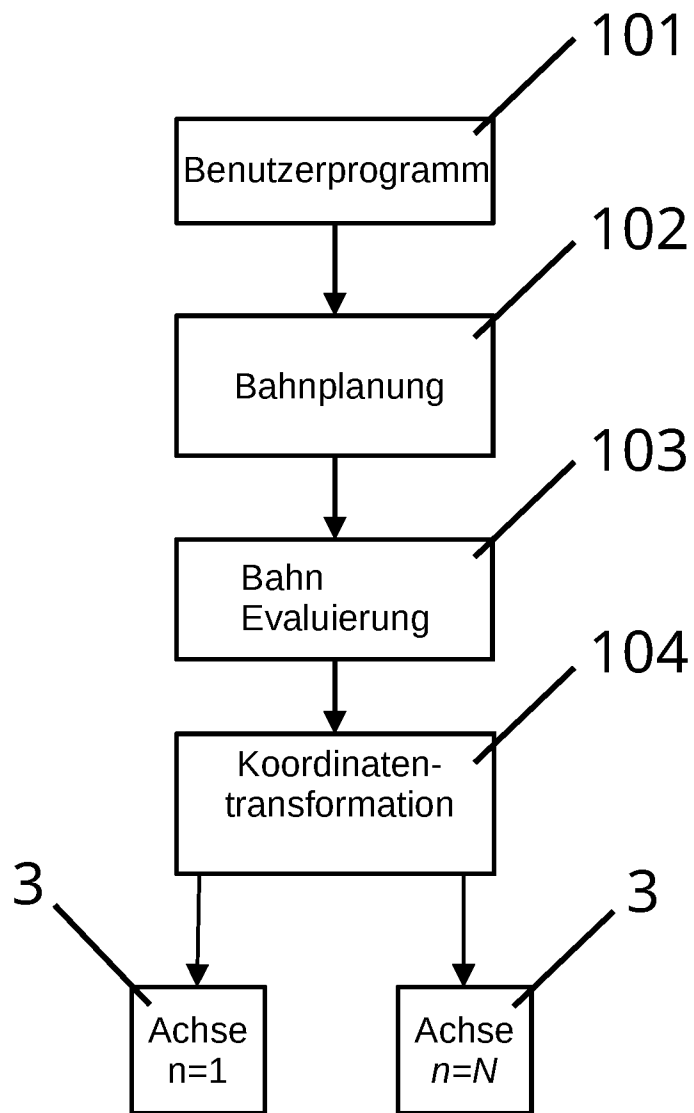 101
Benutzerprogramm
102
Bahnplanung
103
Bahn
Evaluierung
104
Koordinaten-
transformation
3
3
Achse
n=1
Achse
n=N